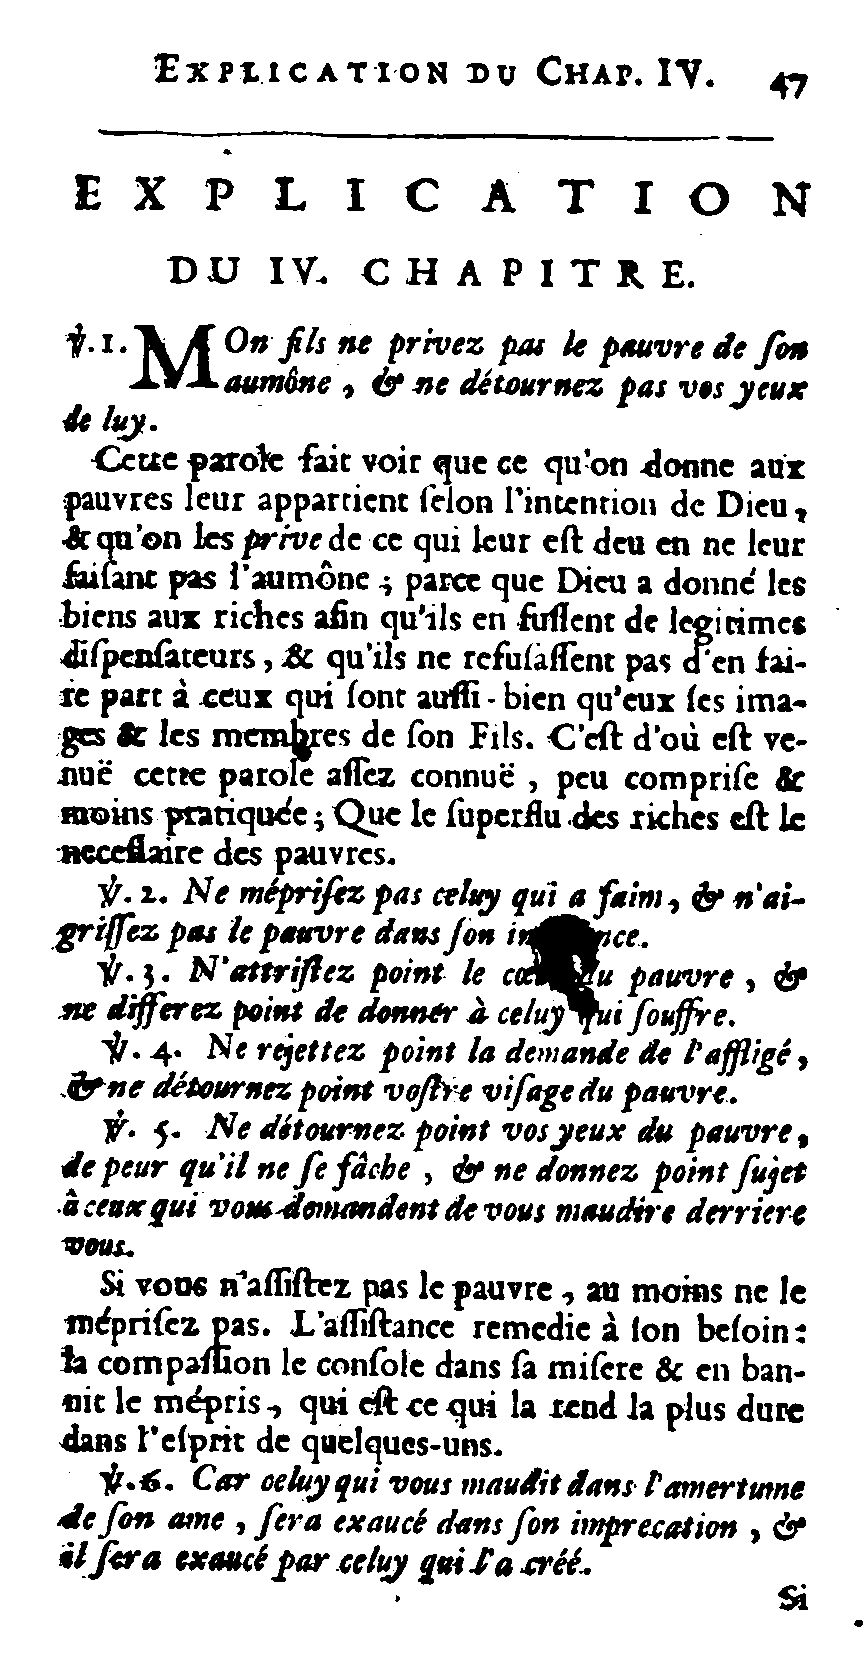 EXPLICATION DU CHAP. IV. 47
EXPLICATION
DU IV. CHAPITRE.
℣. 1. MOn fils ne privez pas le pauvre de ſon
aumône, & ne détournez pas vos yeux
de luy.
Cette parole fait voir que ce qu'on donne aux
pauvres leur appartient ſelon l'intention de Dieu,
& qu'on les prive de ce qui leur eſt deu en ne leur
faiſant pas l'aumône ; parce que Dieu a donné les
biens aux riches afin qu'ils en fuſſent de legitimes
diſpenſateurs, & qu'ils ne refuſaſſent pas d'en fai-
re part à ceux qui ſont auſſi-bien qu'eux ſes ima-
ges & les membres de ſon Fils. C'eſt d'où eſt ve-
nuë cette parole aſſez connuë , peu compriſe &
moins pratiquée ; Que le ſuperflu des riches eſt le
neceſſaire des pauvres.
℣. 2. Ne mépriſez pas celuy qui a faim, & n'ai-
griſſez pas le pauvre dans ſon
℣. 3. N'attriſtez point le du pauvre , &
ne differez point de donner à celuy qui ſouffre.
℣. 4. Ne rejettez point la demande de l'affligé,
& ne détournez point voſtre viſage du pauvre.
℣. 5. Ne détournez point vos yeux du pauvre,
de peur qu'il ne ſe fâche , & ne donnez point ſujet
à ceux qui vous demandent de vous maudire derriere
vous.
Si vous n'aſſiſtez pas le pauvre , au moins ne le
mépriſez pas. L'aſſiſtance remedie à ſon beſoin :
la compaſſion le conſole dans ſa miſere & en ban-
nit le mépris, qui eſt ce qui la rend la plus dure
dans l'eſprit de quelques-uns.
℣. 6. Car celuy qui vous maudit dans l'amertume
de ſon ame , ſera exaucé dans ſon imprecation , &
il ſera exaucé par celuy qui l'a créé.
Si